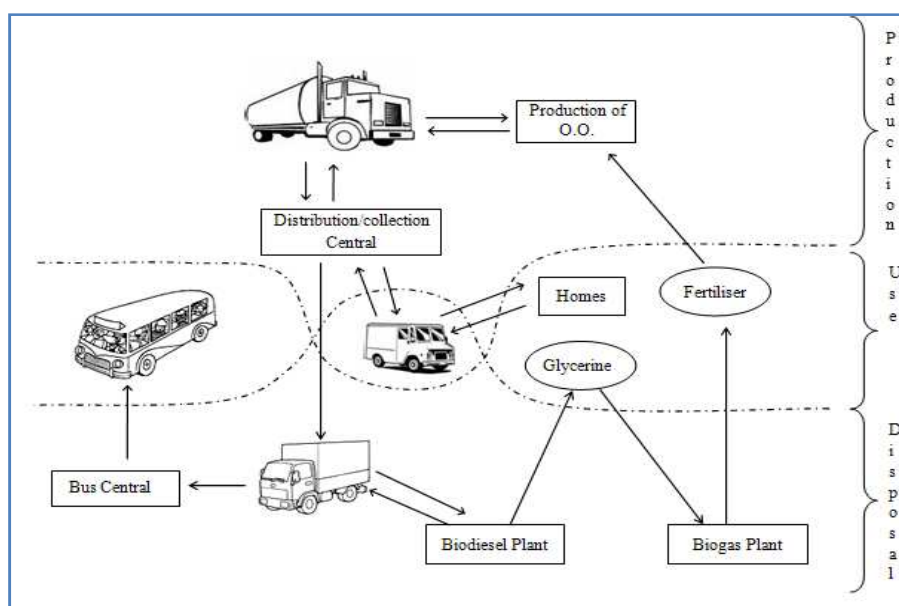 Production of
O.O.
Distribution/collection
Central
Homes
Fertiliser
Glycerine
Bus Central
Biodiesel Plant
Biogas Plant
Production
Use
Disposal